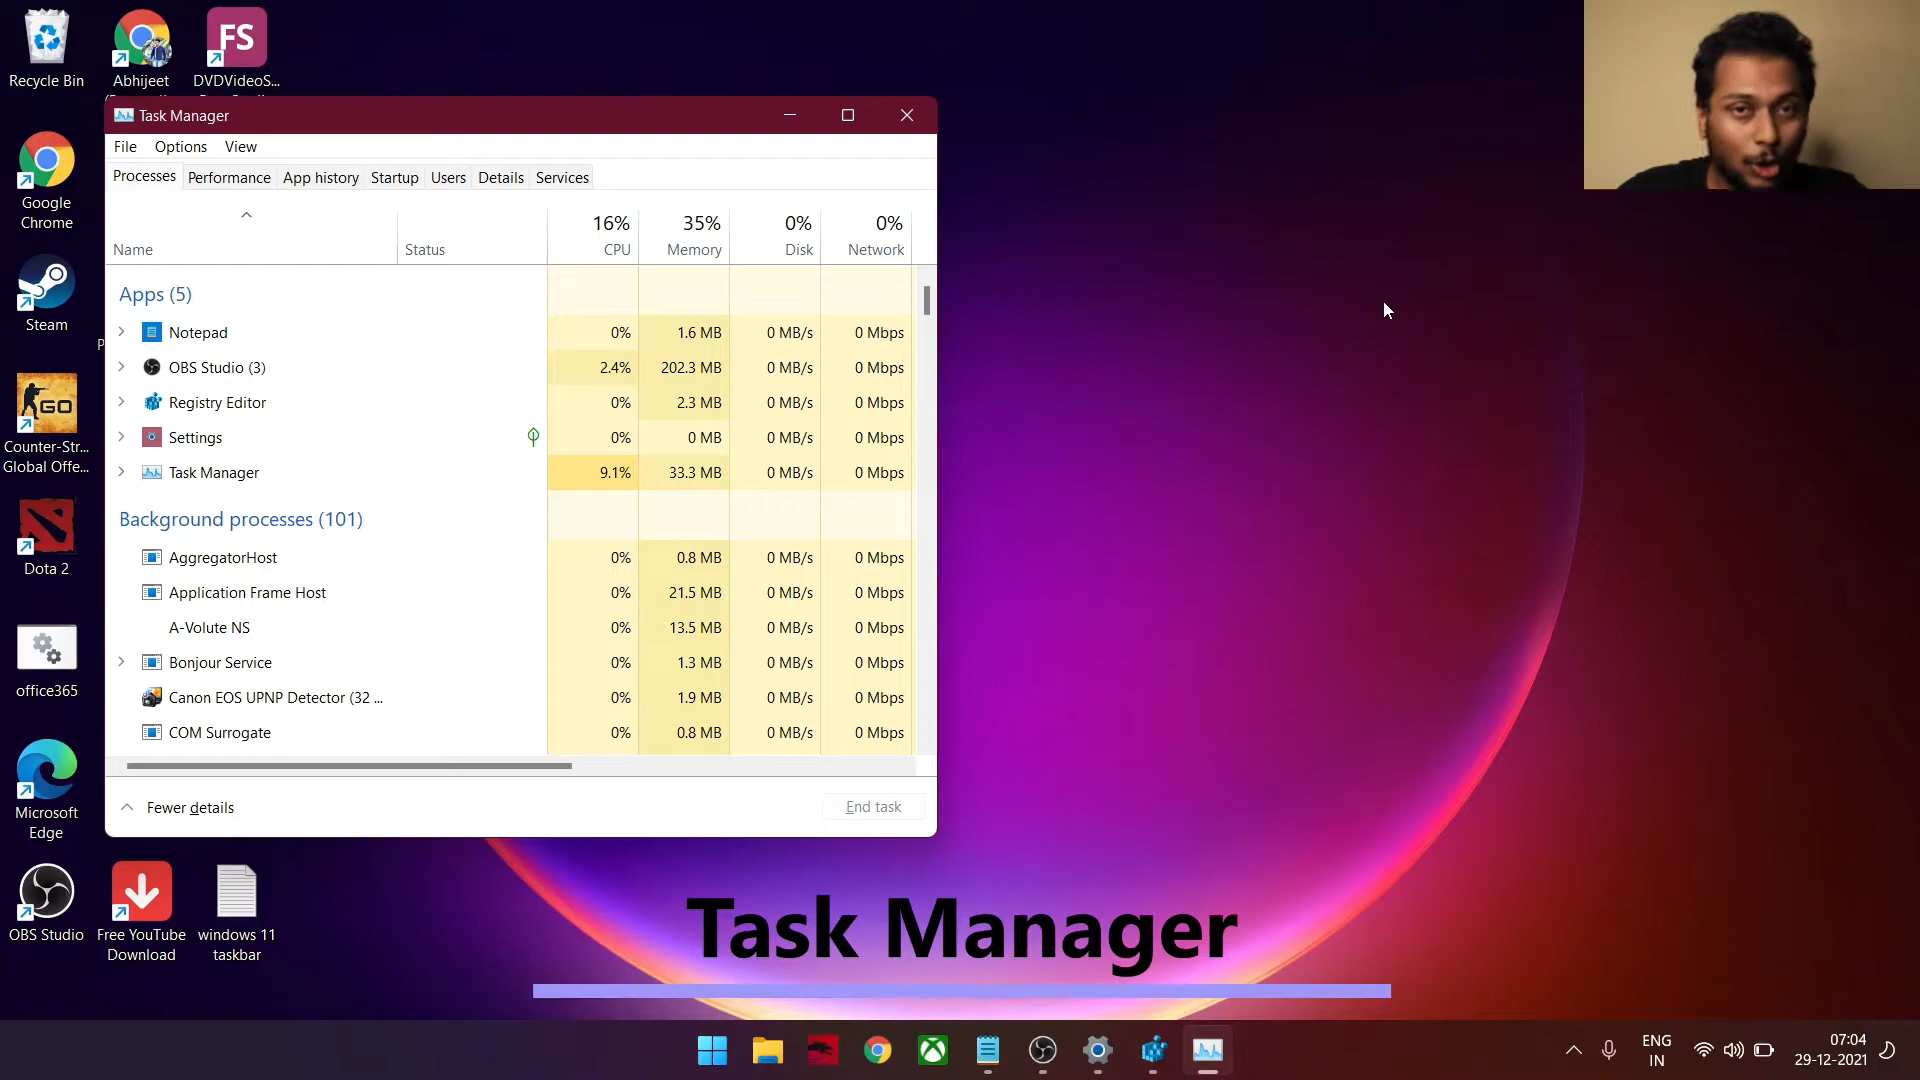 Recycle Bin
Abhijeet
FS
DVDVideoS...
Google
Chrome
Steam
GO
Counter-Str...
Global Offe...
Dota 2
office365
Microsoft
Edge
OBS Studio
Free YouTube
Download
windows 11
taskbar
Task Manager
File Options View
Processes Performance App history Startup Users Details Services
16% 35% 0% 0%
Name Status CPU Memory Disk Network
Apps (5)
Notepad 0% 1.6 MB 0 MB/s 0 Mbps
OBS Studio (3) 2.4% 202.3 MB 0 MB/s 0 Mbps
Registry Editor 0% 2.3 MB 0 MB/s 0 Mbps
Settings 0% 0 MB 0 MB/s 0 Mbps
Task Manager 9.1% 33.3 MB 0 MB/s 0 Mbps
Background processes (101)
AggregatorHost 0% 0.8 MB 0 MB/s 0 Mbps
Application Frame Host 0% 21.5 MB 0 MB/s 0 Mbps
A-Volute NS 0% 13.5 MB 0 MB/s 0 Mbps
Bonjour Service 0% 1.3 MB 0 MB/s 0 Mbps
Canon EOS UPNP Detector (32 ... 0% 1.9 MB 0 MB/s 0 Mbps
COM Surrogate 0% 0.8 MB 0 MB/s 0 Mbps
Fewer details End task
Task Manager
ENG
IN
07:04
29-12-2021